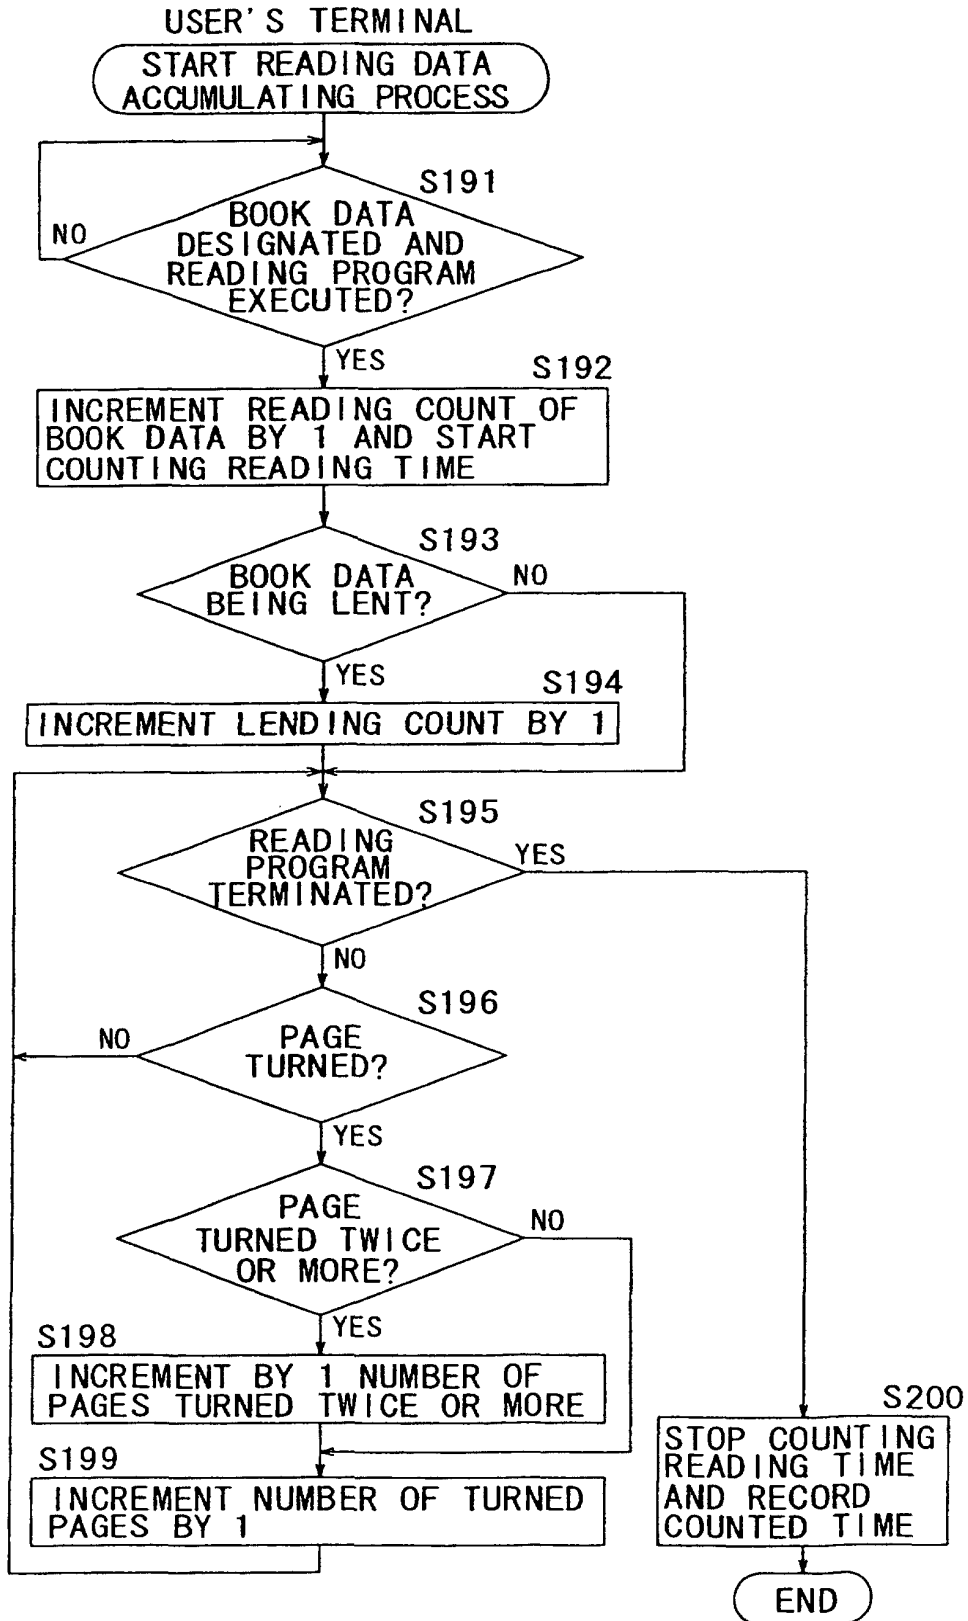 USER'S TERMINAL
START READING DATA
ACCUMULATING PROCESS
S191
BOOK DATA
DESIGNATED AND
READING PROGRAM
EXECUTED?
NO
YES
S192
INCREMENT READING COUNT OF
BOOK DATA BY 1 AND START
COUNTING READING TIME
S193
BOOK DATA
BEING LENT?
NO
YES
S194
INCREMENT LENDING COUNT BY 1
S195
READING
PROGRAM
TERMINATED?
YES
NO
S196
PAGE
TURNED?
NO
YES
S197
PAGE
TURNED TWICE
OR MORE?
NO
YES
S198
INCREMENT BY 1 NUMBER OF
PAGES TURNED TWICE OR MORE
S199
INCREMENT NUMBER OF TURNED
PAGES BY 1
S200
STOP COUNTING
READING TIME
AND RECORD
COUNTED TIME
END